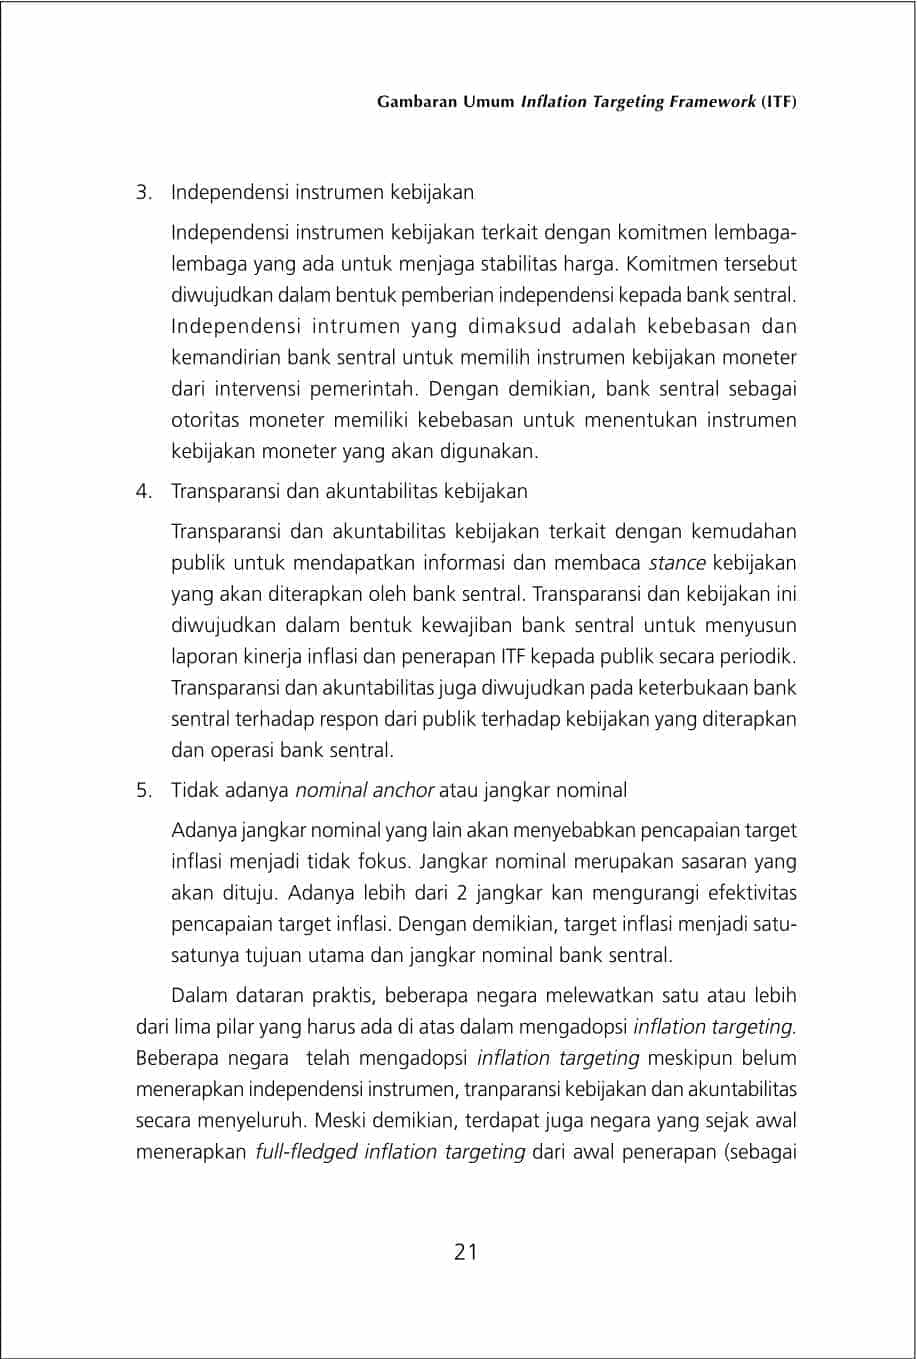 Gambaran Umum Inflation Targeting Framework (ITF)
3. Independensi instrumen kebijakan
Independensi instrumen kebijakan terkait dengan komitmen lembaga-
lembaga yang ada untuk menjaga stabilitas harga. Komitmen tersebut
diwujudkan dalam bentuk pemberian independensi kepada bank sentral.
Independensi intrumen yang dimaksud adalah kebebasan dan
kemandirian bank sentral untuk memilih instrumen kebijakan moneter
dari intervensi pemerintah. Dengan demikian, bank sentral sebagai
otoritas moneter memiliki kebebasan untuk menentukan instrumen
kebijakan moneter yang akan digunakan.
4. Transparansi dan akuntabilitas kebijakan
Transparansi dan akuntabilitas kebijakan terkait dengan kemudahan
publik untuk mendapatkan informasi dan membaca stance kebijakan
yang akan diterapkan oleh bank sentral. Transparansi dan kebijakan ini
diwujudkan dalam bentuk kewajiban bank sentral untuk menyusun
laporan kinerja inflasi dan penerapan ITF kepada publik secara periodik.
Transparansi dan akuntabilitas juga diwujudkan pada keterbukaan bank
sentral terhadap respon dari publik terhadap kebijakan yang diterapkan
dan operasi bank sentral.
5. Tidak adanya nominal anchor atau jangkar nominal
Adanya jangkar nominal yang lain akan menyebabkan pencapaian target
inflasi menjadi tidak fokus. Jangkar nominal merupakan sasaran yang
akan dituju. Adanya lebih dari 2 jangkar kan mengurangi efektivitas
pencapaian target inflasi. Dengan demikian, target inflasi menjadi satu-
satunya tujuan utama dan jangkar nominal bank sentral.
Dalam dataran praktis, beberapa negara melewatkan satu atau lebih
dari lima pilar yang harus ada di atas dalam mengadopsi inflation targeting.
Beberapa negara telah mengadopsi inflation targeting meskipun belum
menerapkan independensi instrumen, tranparansi kebijakan dan akuntabilitas
secara menyeluruh. Meski demikian, terdapat juga negara yang sejak awal
menerapkan full-fledged inflation targeting dari awal penerapan (sebagai
21